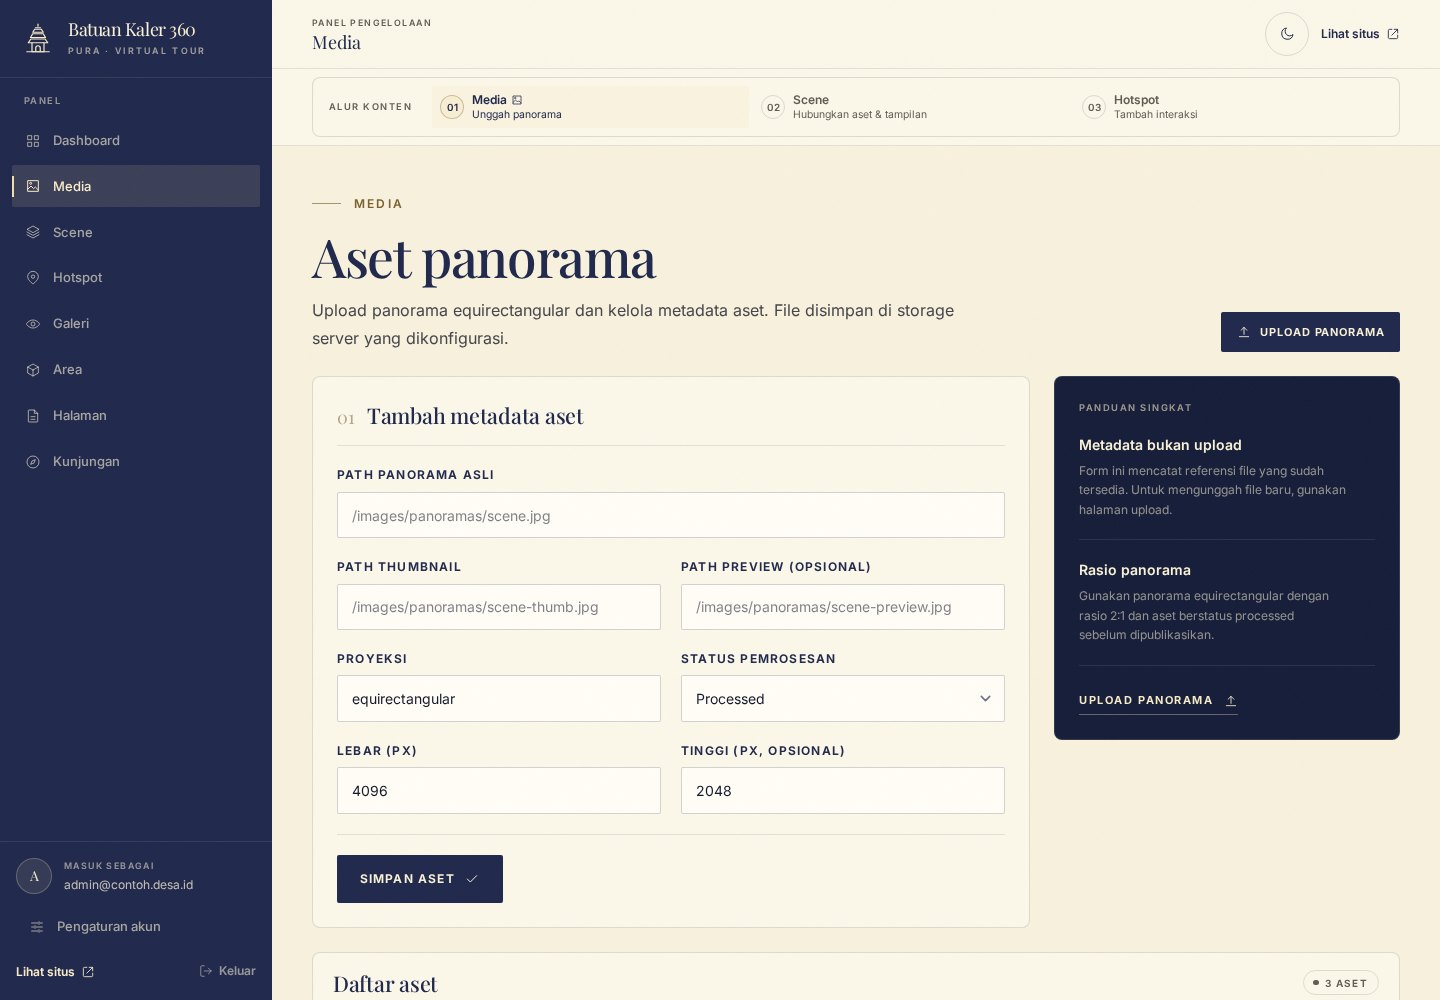 Batuan Kaler 360
PURA · VIRTUAL TOUR
PANEL
Dashboard
Media
Scene
Hotspot
Galeri
Area
Halaman
Kunjungan
A
MASUK SEBAGAI
admin@contoh.desa.id
Pengaturan akun
Lihat situs
Keluar
PANEL PENGELOLAAN
Media
Lihat situs
ALUR KONTEN
01
Media
Unggah panorama
02
Scene
Hubungkan aset & tampilan
03
Hotspot
Tambah interaksi
MEDIA
Aset panorama
Upload panorama equirectangular dan kelola metadata aset. File disimpan di storage
server yang dikonfigurasi.
UPLOAD PANORAMA
01 Tambah metadata aset
PATH PANORAMA ASLI
/images/panoramas/scene.jpg
PATH THUMBNAIL
/images/panoramas/scene-thumb.jpg
PATH PREVIEW (OPSIONAL)
/images/panoramas/scene-preview.jpg
PROYEKSI
equirectangular
STATUS PEMROSESAN
Processed
LEBAR (PX)
4096
TINGGI (PX, OPSIONAL)
2048
SIMPAN ASET
PANDUAN SINGKAT
Metadata bukan upload
Form ini mencatat referensi file yang sudah
tersedia. Untuk mengunggah file baru, gunakan
halaman upload.
Rasio panorama
Gunakan panorama equirectangular dengan
rasio 2:1 dan aset berstatus processed
sebelum dipublikasikan.
UPLOAD PANORAMA
Daftar aset
3 ASET